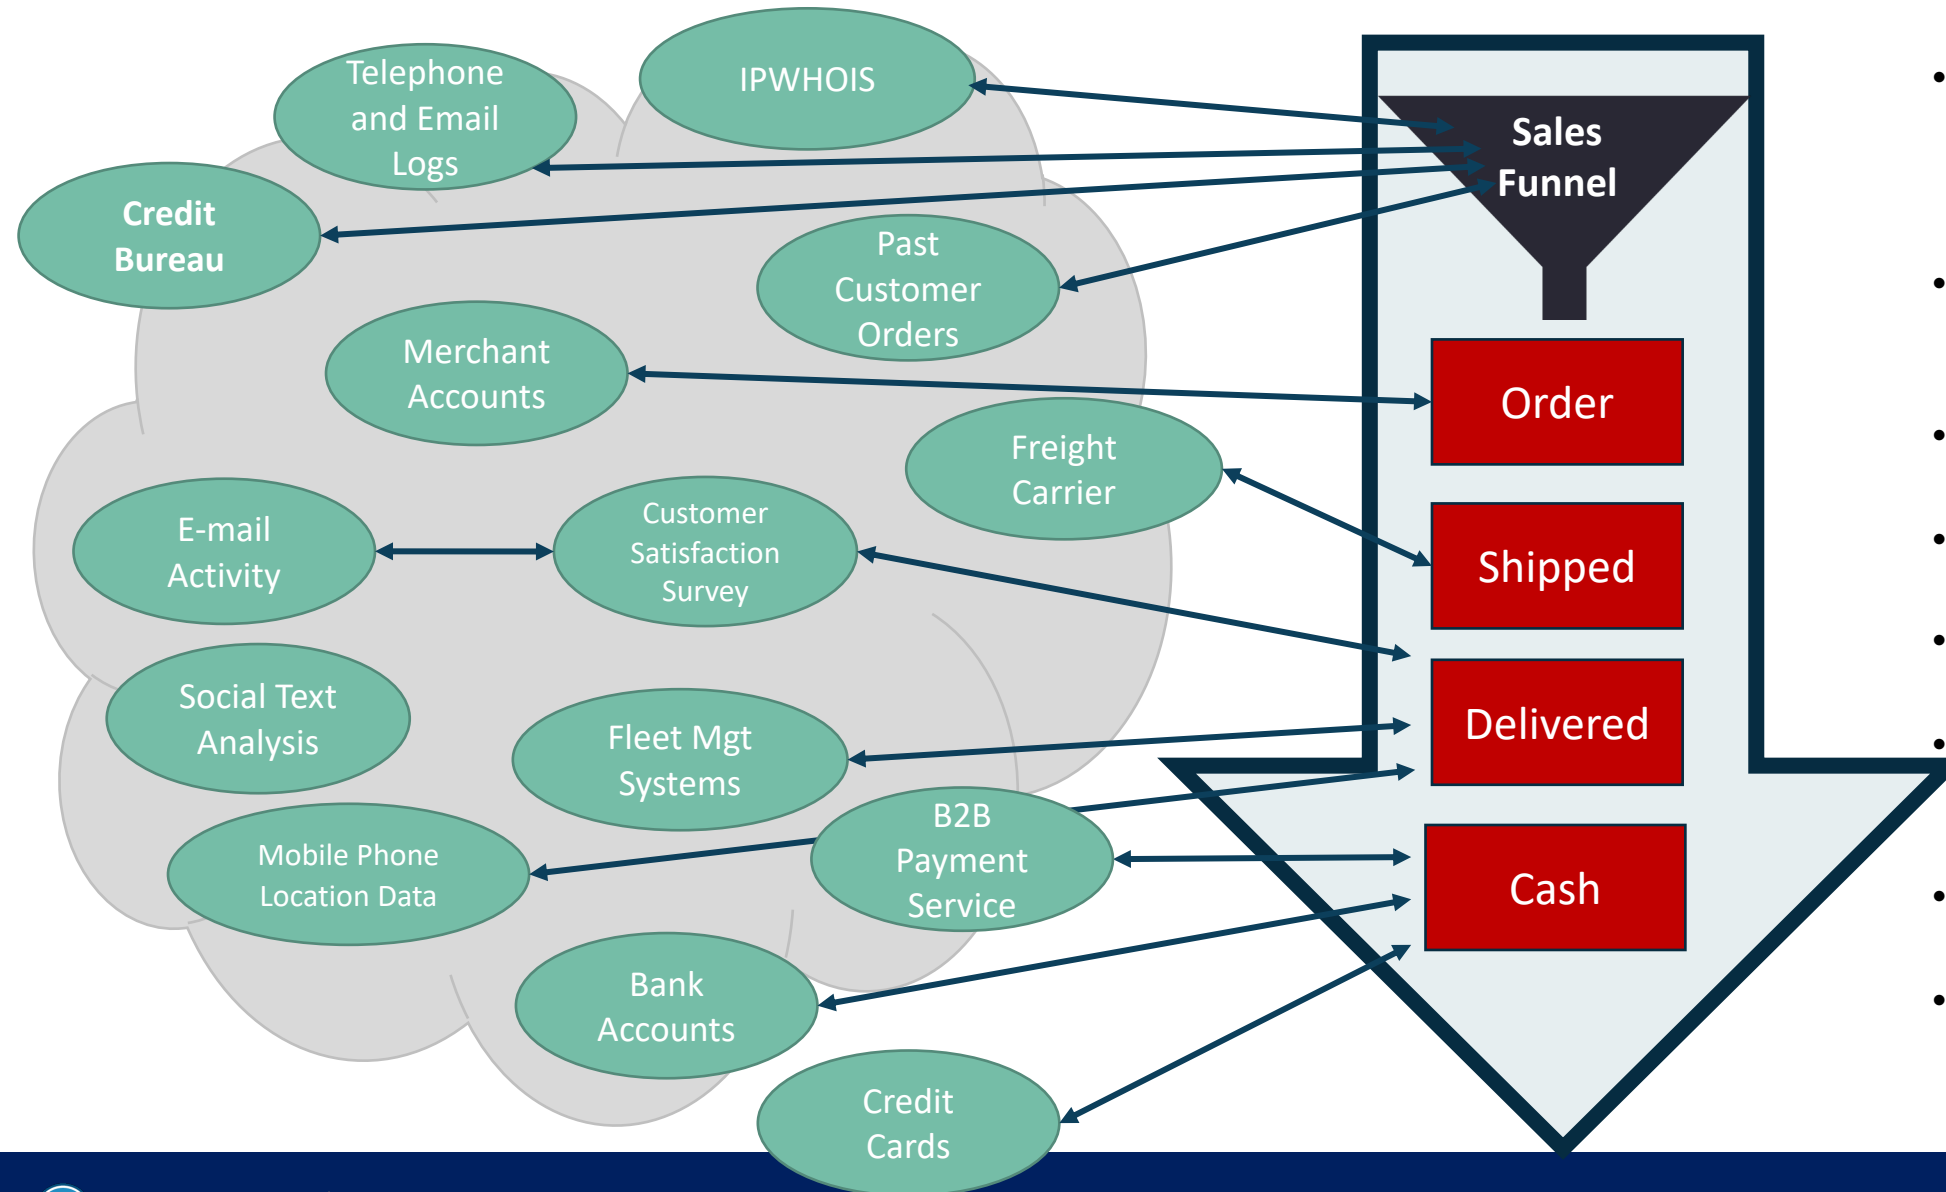 Telephone
and Email
Logs
IPWHOIS
Sales
Funnel
Credit
Bureau
Past
Customer
Orders
Merchant
Accounts
Order
Freight
Carrier
E-mail
Activity
Customer
Satisfaction
Survey
Shipped
Social Text
Analysis
Fleet Mgt
Systems
Delivered
Mobile Phone
Location Data
B2B
Payment
Service
Cash
Bank
Accounts
Credit
Cards